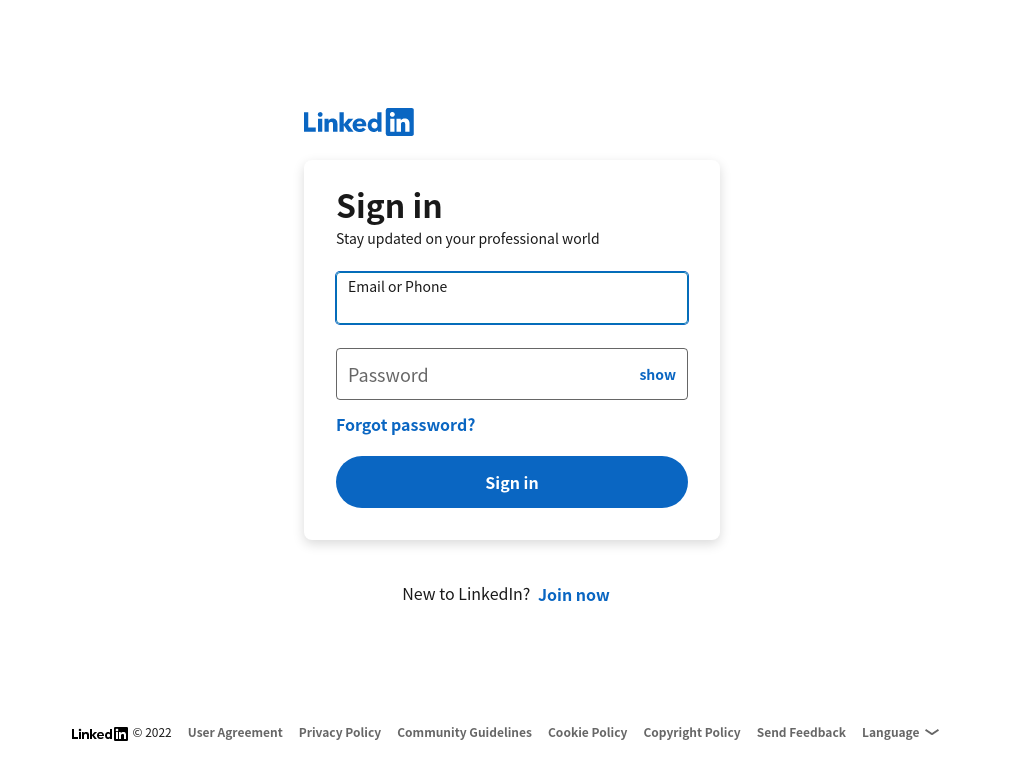 Linkedin
Sign in
Stay updated on your professional world
Email or Phone
Password show
Forgot password?
Sign in
New to LinkedIn? Join now
Linkedin © 2022 User Agreement Privacy Policy Community Guidelines Cookie Policy Copyright Policy Send Feedback Language